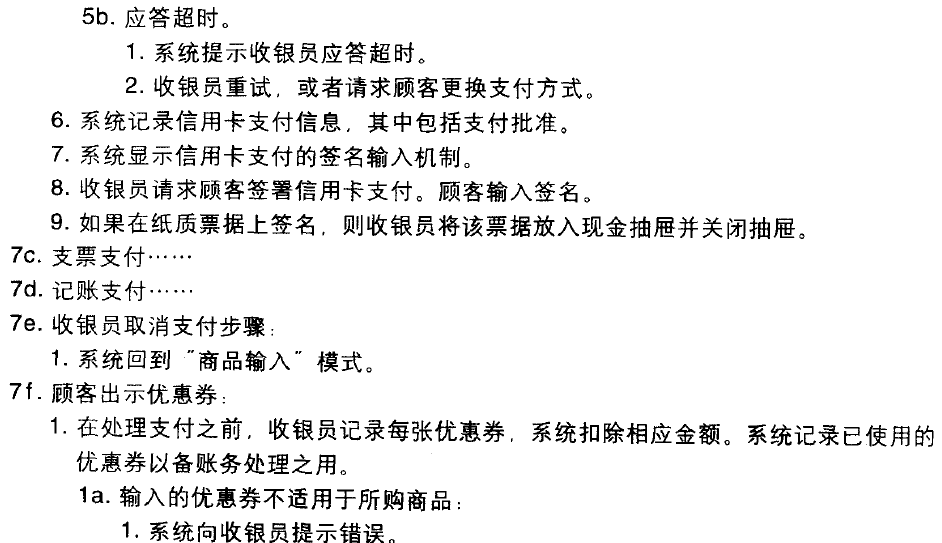 5b. 应答超时。
1. 系统提示收银员应答超时。
2. 收银员重试，或者请求顾客更换支付方式。
6. 系统记录信用卡支付信息，其中包括支付批准。
7. 系统显示信用卡支付的签名输入机制。
8. 收银员请求顾客签署信用卡支付。顾客输入签名。
9. 如果在纸质票据上签名，则收银员将该票据放入现金抽屉并关闭抽屉。
7c. 支票支付……
7d. 记账支付……
7e. 收银员取消支付步骤：
1. 系统回到“商品输入”模式。
7f. 顾客出示优惠券：
1. 在处理支付之前，收银员记录每张优惠券，系统扣除相应金额。系统记录已使用的
优惠券以备账务处理之用。
1a. 输入的优惠券不适用于所购商品：
1. 系统向收银员提示错误。